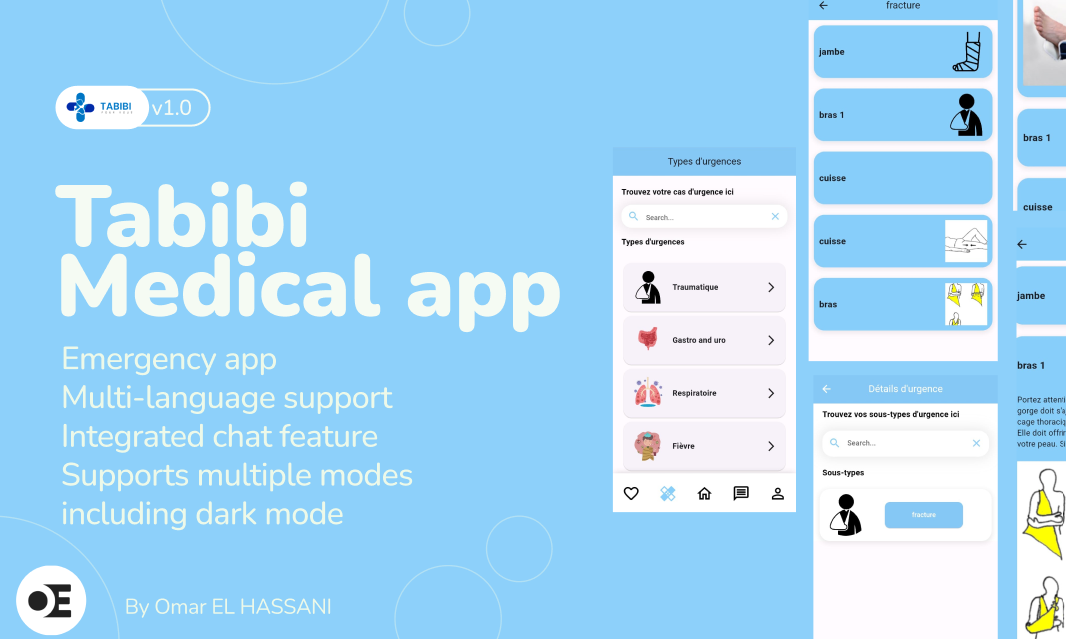 TABIBI
v1.0
Tabibi
Medical app
Emergency app
Multi-language support
Integrated chat feature
Supports multiple modes
including dark mode
By Omar EL HASSANI
Types d'urgences
Trouvez votre cas d'urgence ici
Search...
Types d'urgences
Traumatique
Gastro and uro
Respiratoire
Fièvre
fracture
jambe
bras 1
cuisse
cuisse
bras
Détails d'urgence
Trouvez vos sous-types d'urgence ici
Search...
Sous-types
fracture
bras 1
cuisse
jambe
bras 1
Portez
gorge doit
cage
Elle doit
votre peau.